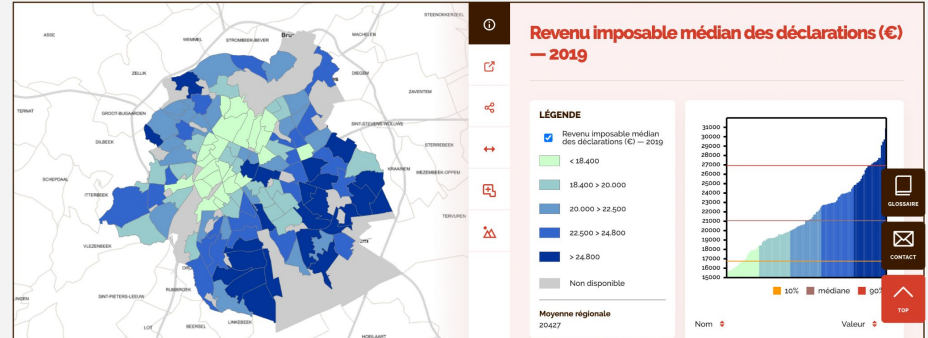 STEENOKKERZEEL
ASSE
WEMMEL
STROMBEEK-BEVER
MACHELEN
ZELLIK
DIEGEM
ZAVENTEM
TERNAT
GROOT-BIJGAARDEN
SINT-STEVENS-WOLUWE
DILBEEK
STERREBEEK
KRAAINEM
WEZEMBEEK-OPPEM
SCHEPDAAL
ITTERBEEK
TERVUREN
VLEZENBEEK
RUISBROEK
SINT-PIETERS-LEEUW
LINKEBEEK
LOT
BEERSEL
HOEILAART
Revenu imposable médian des déclarations (€)
— 2019
LÉGENDE
Revenu imposable médian
des déclarations (€) — 2019
< 18.400
18.400 > 20.000
20.000 > 22.500
22.500 > 24.800
> 24.800
Non disponible
Moyenne régionale
20427
31000
30000
29000
28000
27000
26000
25000
24000
23000
22000
21000
20000
19000
18000
17000
16000
15000
10%
médiane
90%
Nom
Valeur
GLOSSAIRE
CONTACT
TOP